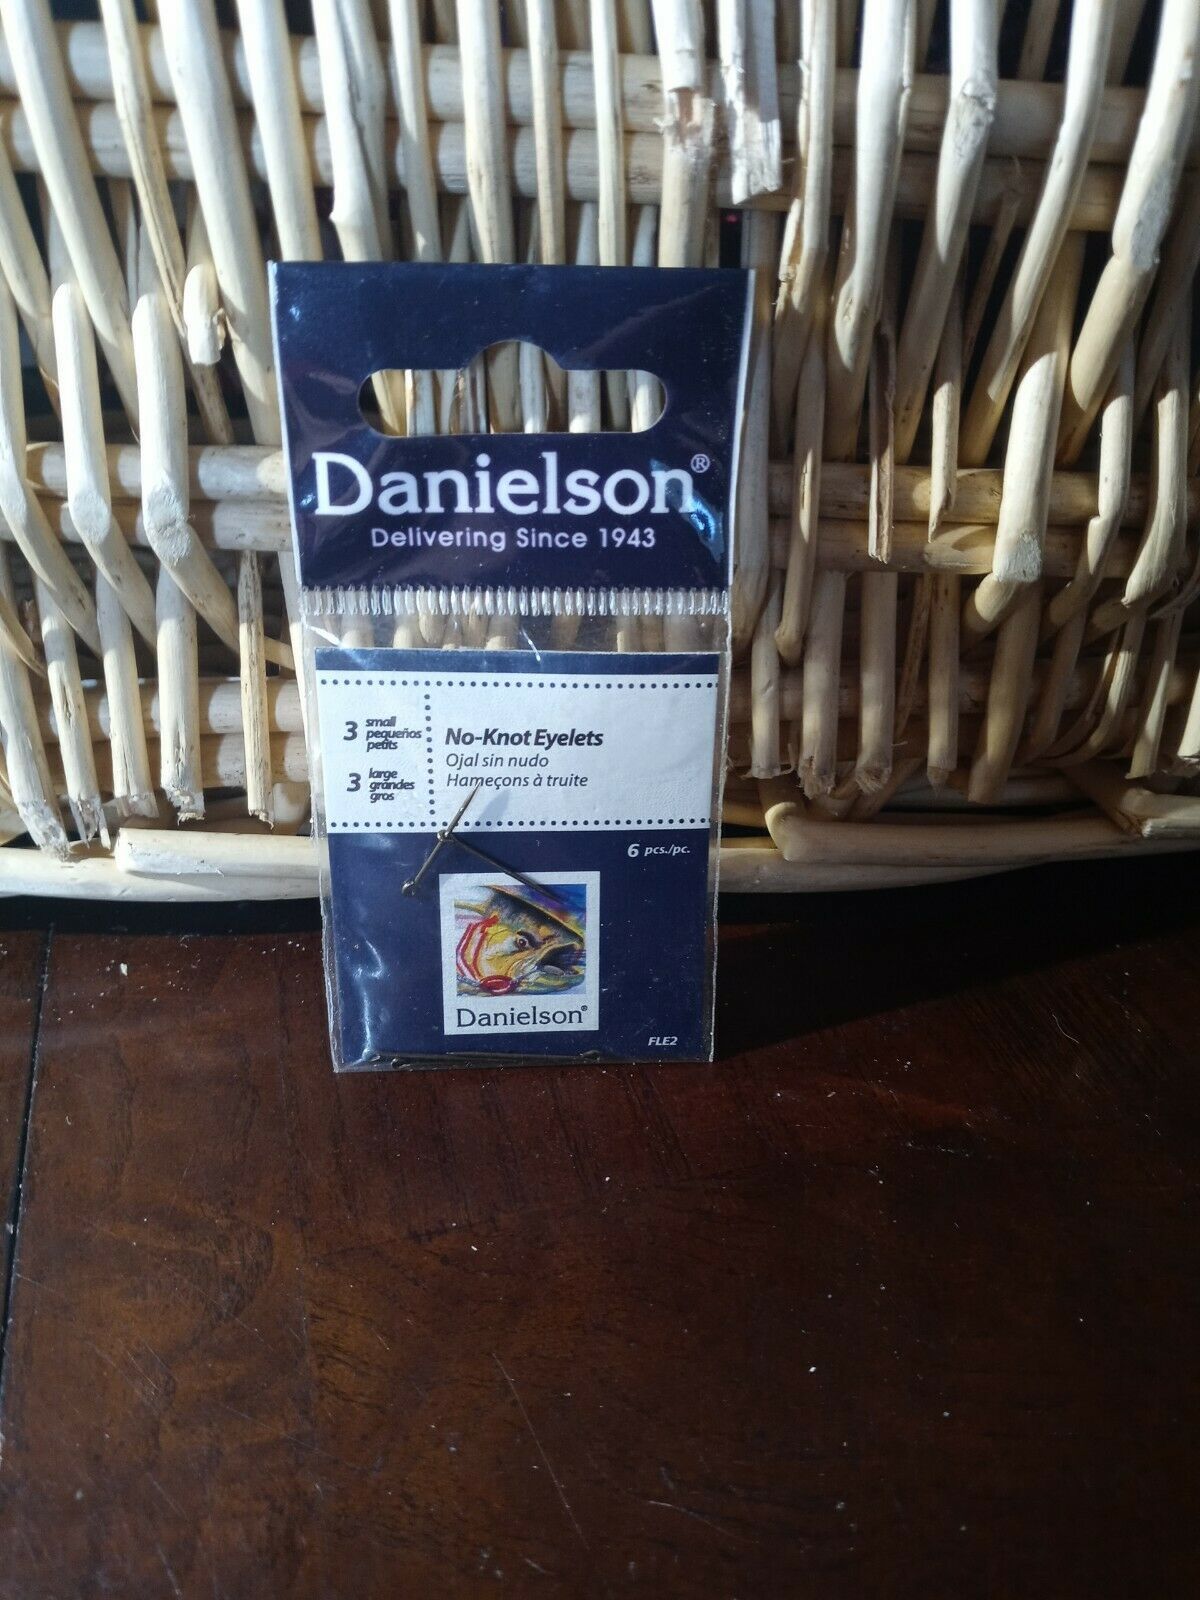 Danielson®
Delivering Since 1943
3 small
pequeños
petits
3 large
grandes
gros
No-Knot Eyelets
Ojal sin nudo
Hameçons à truite
6 pcs./pc.
Danielson®
FLE2